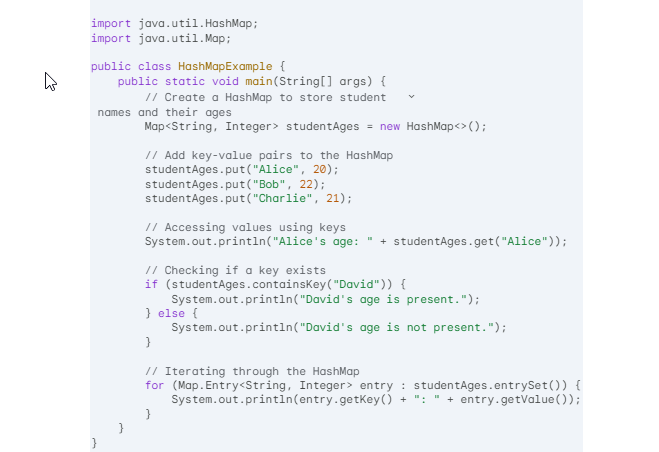 import java.util.HashMap;
import java.util.Map;

public class HashMapExample {
    public static void main(String[] args) {
        // Create a HashMap to store student
 names and their ages
        Map<String, Integer> studentAges = new HashMap<>();

        // Add key-value pairs to the HashMap
        studentAges.put("Alice", 20);
        studentAges.put("Bob", 22);
        studentAges.put("Charlie", 21);

        // Accessing values using keys
        System.out.println("Alice's age: " + studentAges.get("Alice"));

        // Checking if a key exists
        if (studentAges.containsKey("David")) {
            System.out.println("David's age is present.");
        } else {
            System.out.println("David's age is not present.");
        }

        // Iterating through the HashMap
        for (Map.Entry<String, Integer> entry : studentAges.entrySet()) {
            System.out.println(entry.getKey() + ": " + entry.getValue());
        }
    }
}